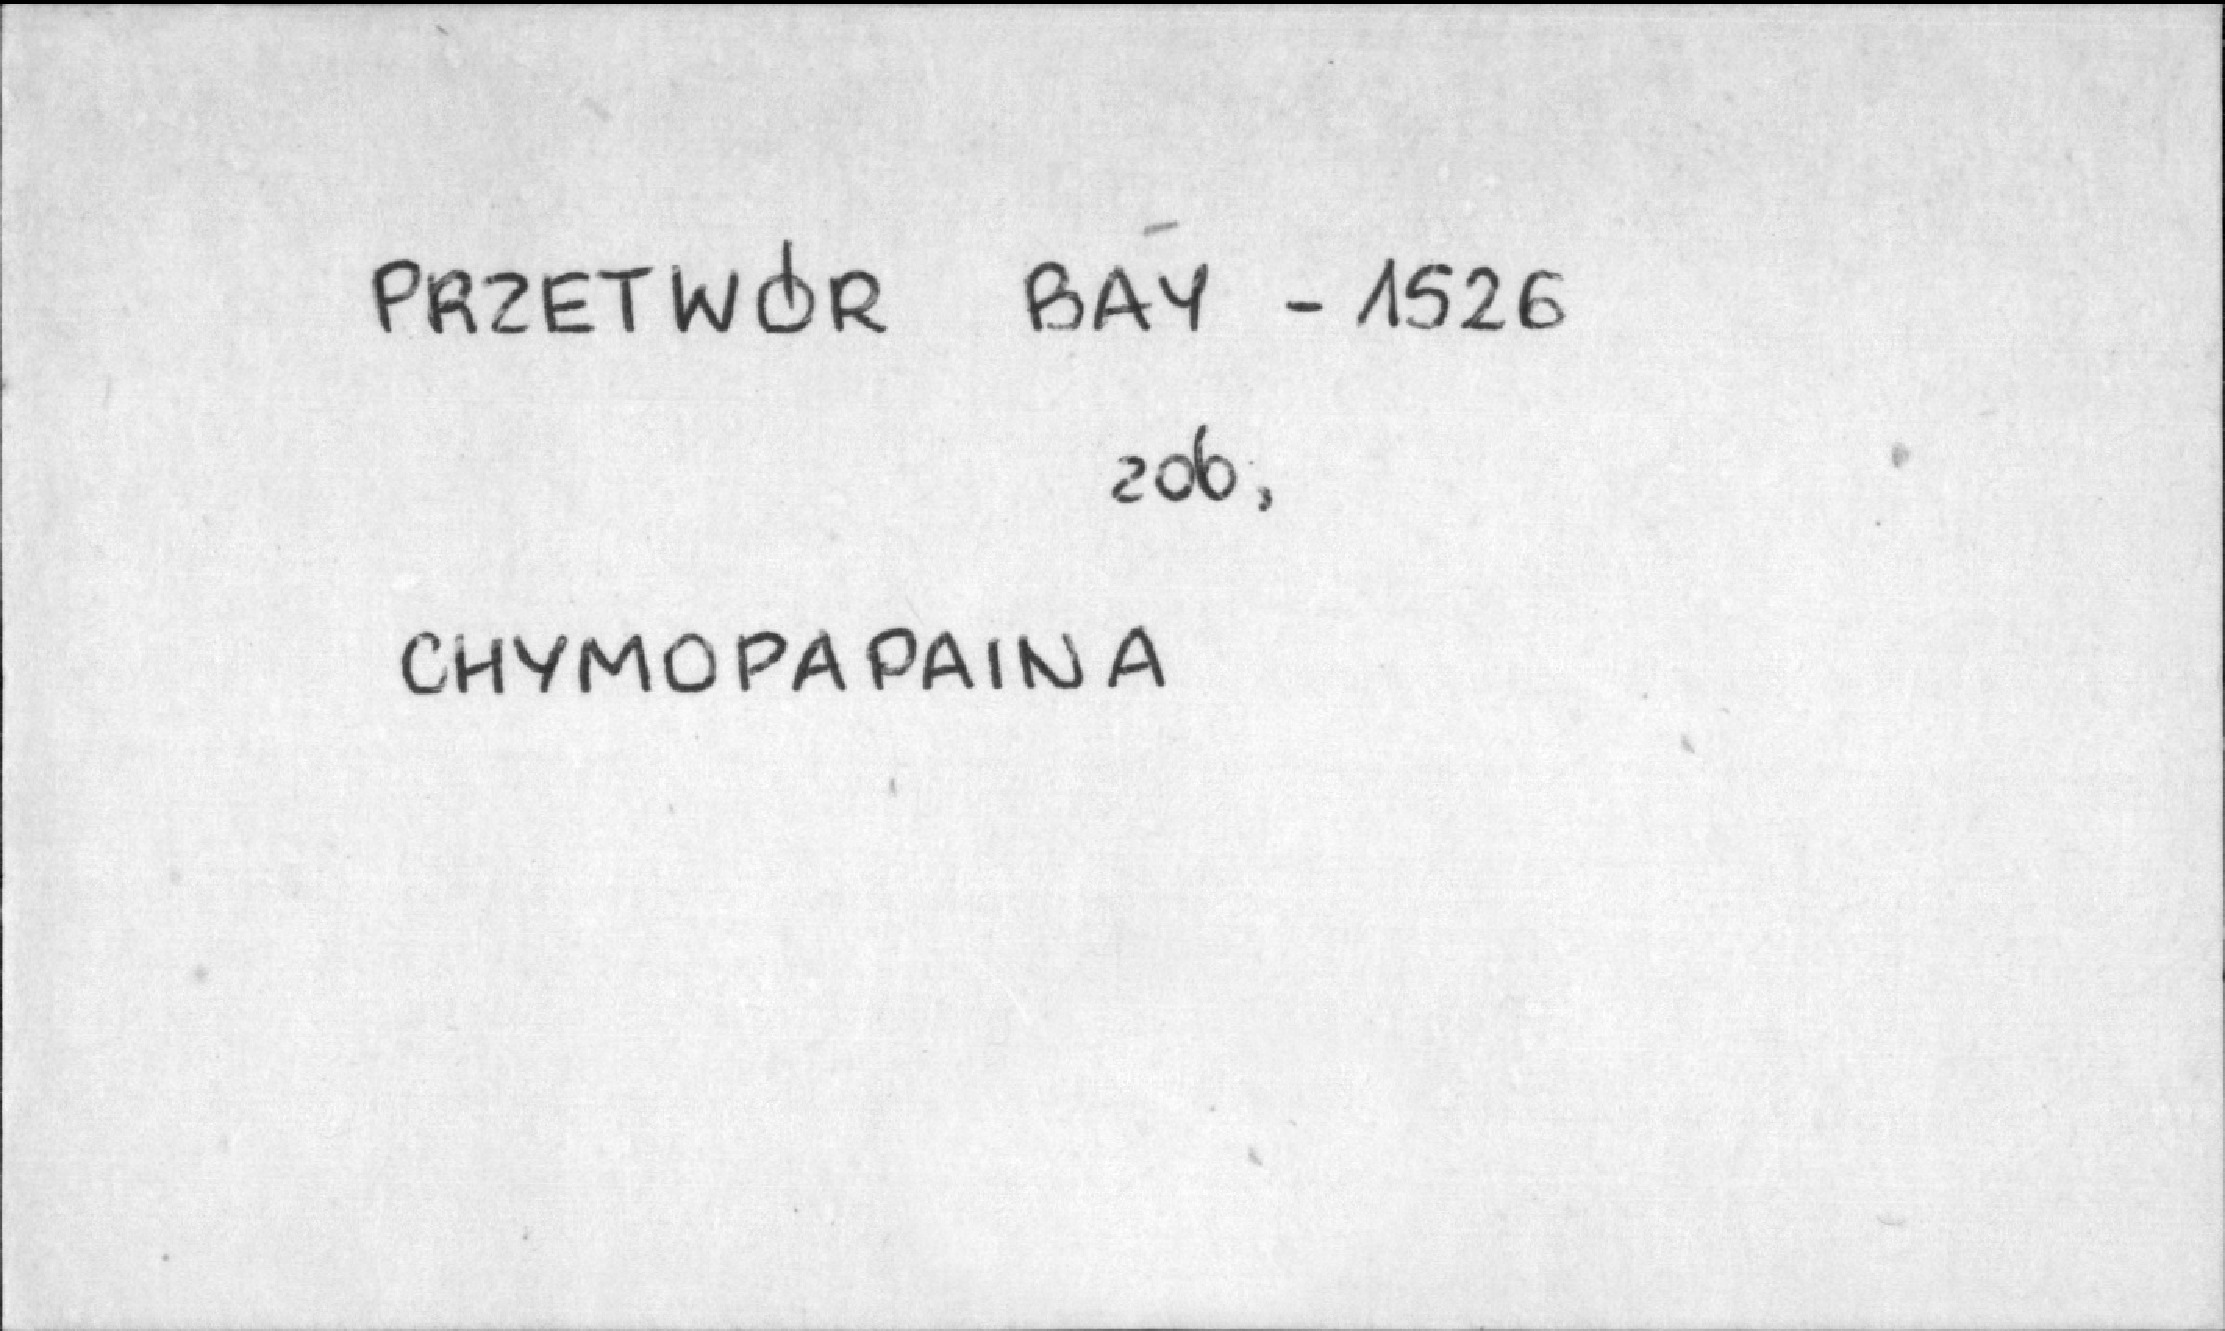 PRZETWÓR BAY - 1526
zob,
CHYMOPAPAINA